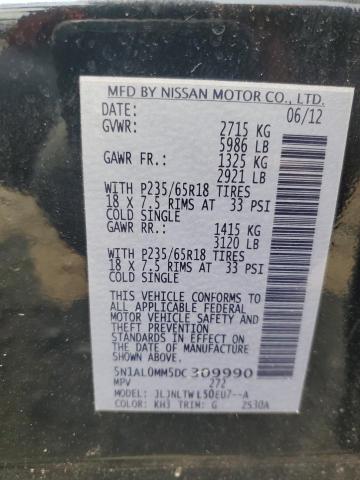 MFD BY NISSAN MOTOR CO., LTD.
DATE: 06/12
GVWR: 2715 KG
5986 LB
GAWR FR.: 1325 KG
2921 LB
WITH P235/65R18 TIRES
18 X 7.5 RIMS AT 33 PSI
COLD SINGLE
GAWR RR.: 1415 KG
3120 LB
WITH P235/65R18 TIRES
18 X 7.5 RIMS AT 33 PSI
COLD SINGLE
THIS VEHICLE CONFORMS TO
ALL APPLICABLE FEDERAL
MOTOR VEHICLE SAFETY AND
THEFT PREVENTION
STANDARDS IN EFFECT ON
THE DATE OF MANUFACTURE
SHOWN ABOVE.
5N1AL0MM5DC309990
MPV 272
JLJNLTWL50EU7--A
COLOR: KH3 TRIM: G 2S30A